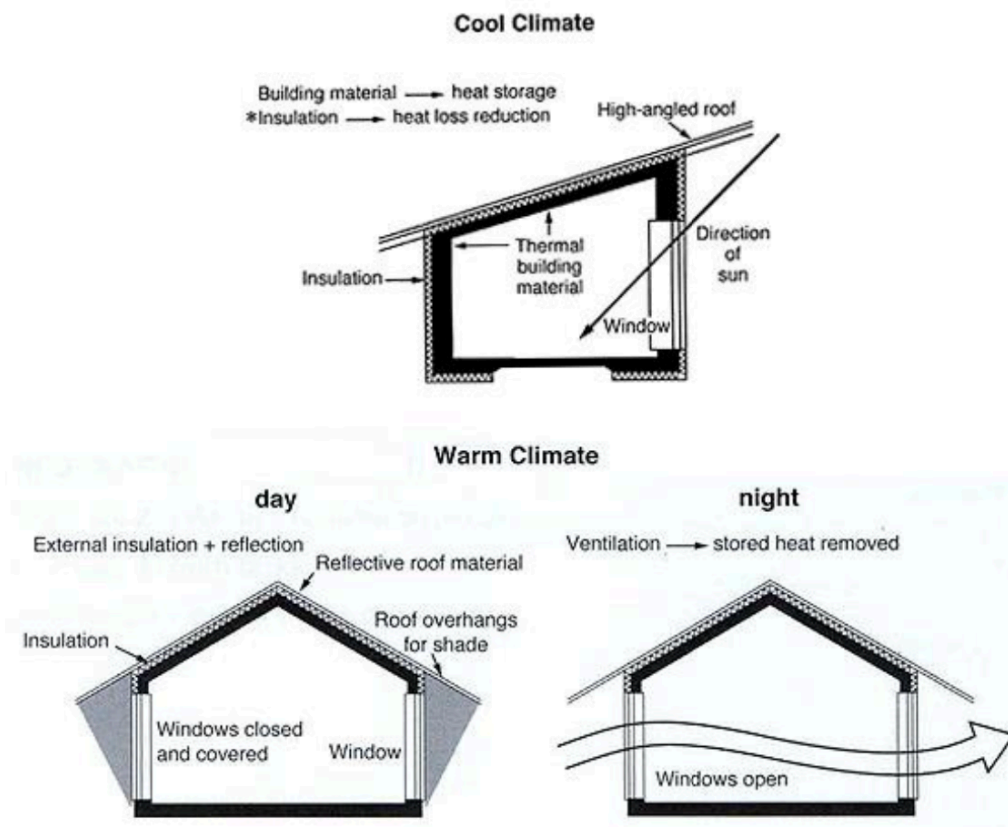 Cool Climate
Building material → heat storage
*Insulation → heat loss reduction
High-angled roof
Thermal
building
material
Direction
of
sun
Insulation
Window
Warm Climate
day
External insulation + reflection
Reflective roof material
Roof overhangs
for shade
Insulation
Windows closed
and covered
Window
night
Ventilation → stored heat removed
Windows open